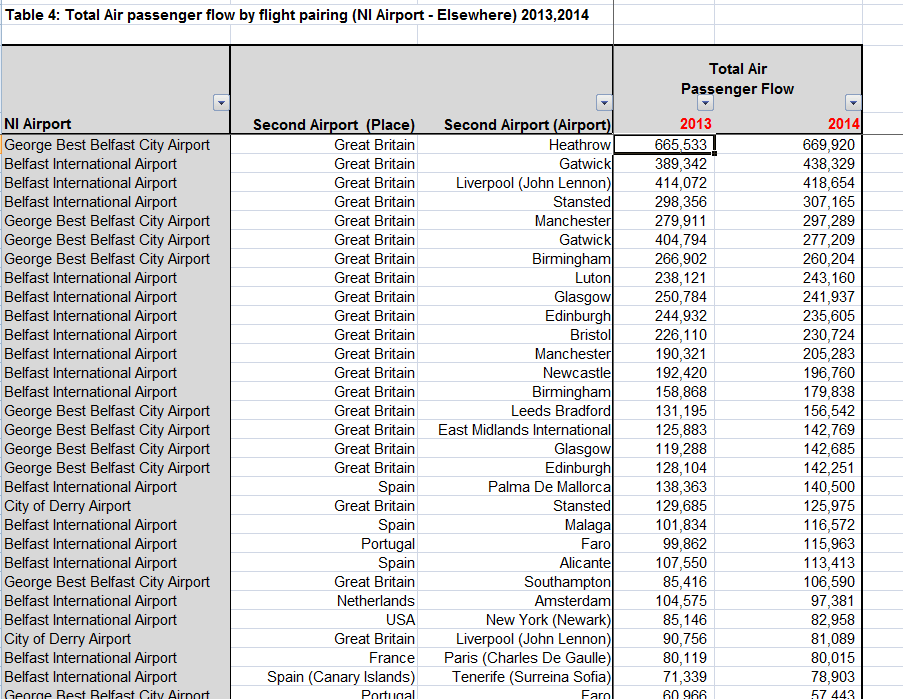 Table 4: Total Air passenger flow by flight pairing (NI Airport - Elsewhere) 2013,2014
Total Air
Passenger Flow
NI Airport Second Airport (Place) Second Airport (Airport) 2013 2014
George Best Belfast City Airport Great Britain Heathrow 665,533 669,920
Belfast International Airport Great Britain Gatwick 389,342 438,329
Belfast International Airport Great Britain Liverpool (John Lennon) 414,072 418,654
Belfast International Airport Great Britain Stansted 298,356 307,165
George Best Belfast City Airport Great Britain Manchester 279,911 297,289
George Best Belfast City Airport Great Britain Gatwick 404,794 277,209
George Best Belfast City Airport Great Britain Birmingham 266,902 260,204
Belfast International Airport Great Britain Luton 238,121 243,160
Belfast International Airport Great Britain Glasgow 250,784 241,937
Belfast International Airport Great Britain Edinburgh 244,932 235,605
Belfast International Airport Great Britain Bristol 226,110 230,724
Belfast International Airport Great Britain Manchester 190,321 205,283
Belfast International Airport Great Britain Newcastle 192,420 196,760
Belfast International Airport Great Britain Birmingham 158,868 179,838
George Best Belfast City Airport Great Britain Leeds Bradford 131,195 156,542
George Best Belfast City Airport Great Britain East Midlands International 125,883 142,769
George Best Belfast City Airport Great Britain Glasgow 119,288 142,685
George Best Belfast City Airport Great Britain Edinburgh 128,104 142,251
Belfast International Airport Spain Palma De Mallorca 138,363 140,500
City of Derry Airport Great Britain Stansted 129,685 125,975
Belfast International Airport Spain Malaga 101,834 116,572
Belfast International Airport Portugal Faro 99,862 115,963
Belfast International Airport Spain Alicante 107,550 113,413
George Best Belfast City Airport Great Britain Southampton 85,416 106,590
Belfast International Airport Netherlands Amsterdam 104,575 97,381
Belfast International Airport USA New York (Newark) 85,146 82,958
City of Derry Airport Great Britain Liverpool (John Lennon) 90,756 81,089
Belfast International Airport France Paris (Charles De Gaulle) 80,119 80,015
Belfast International Airport Spain (Canary Islands) Tenerife (Surreina Sofia) 71,339 78,903
George Best Belfast City Airport Portugal Faro 60,966 57,443